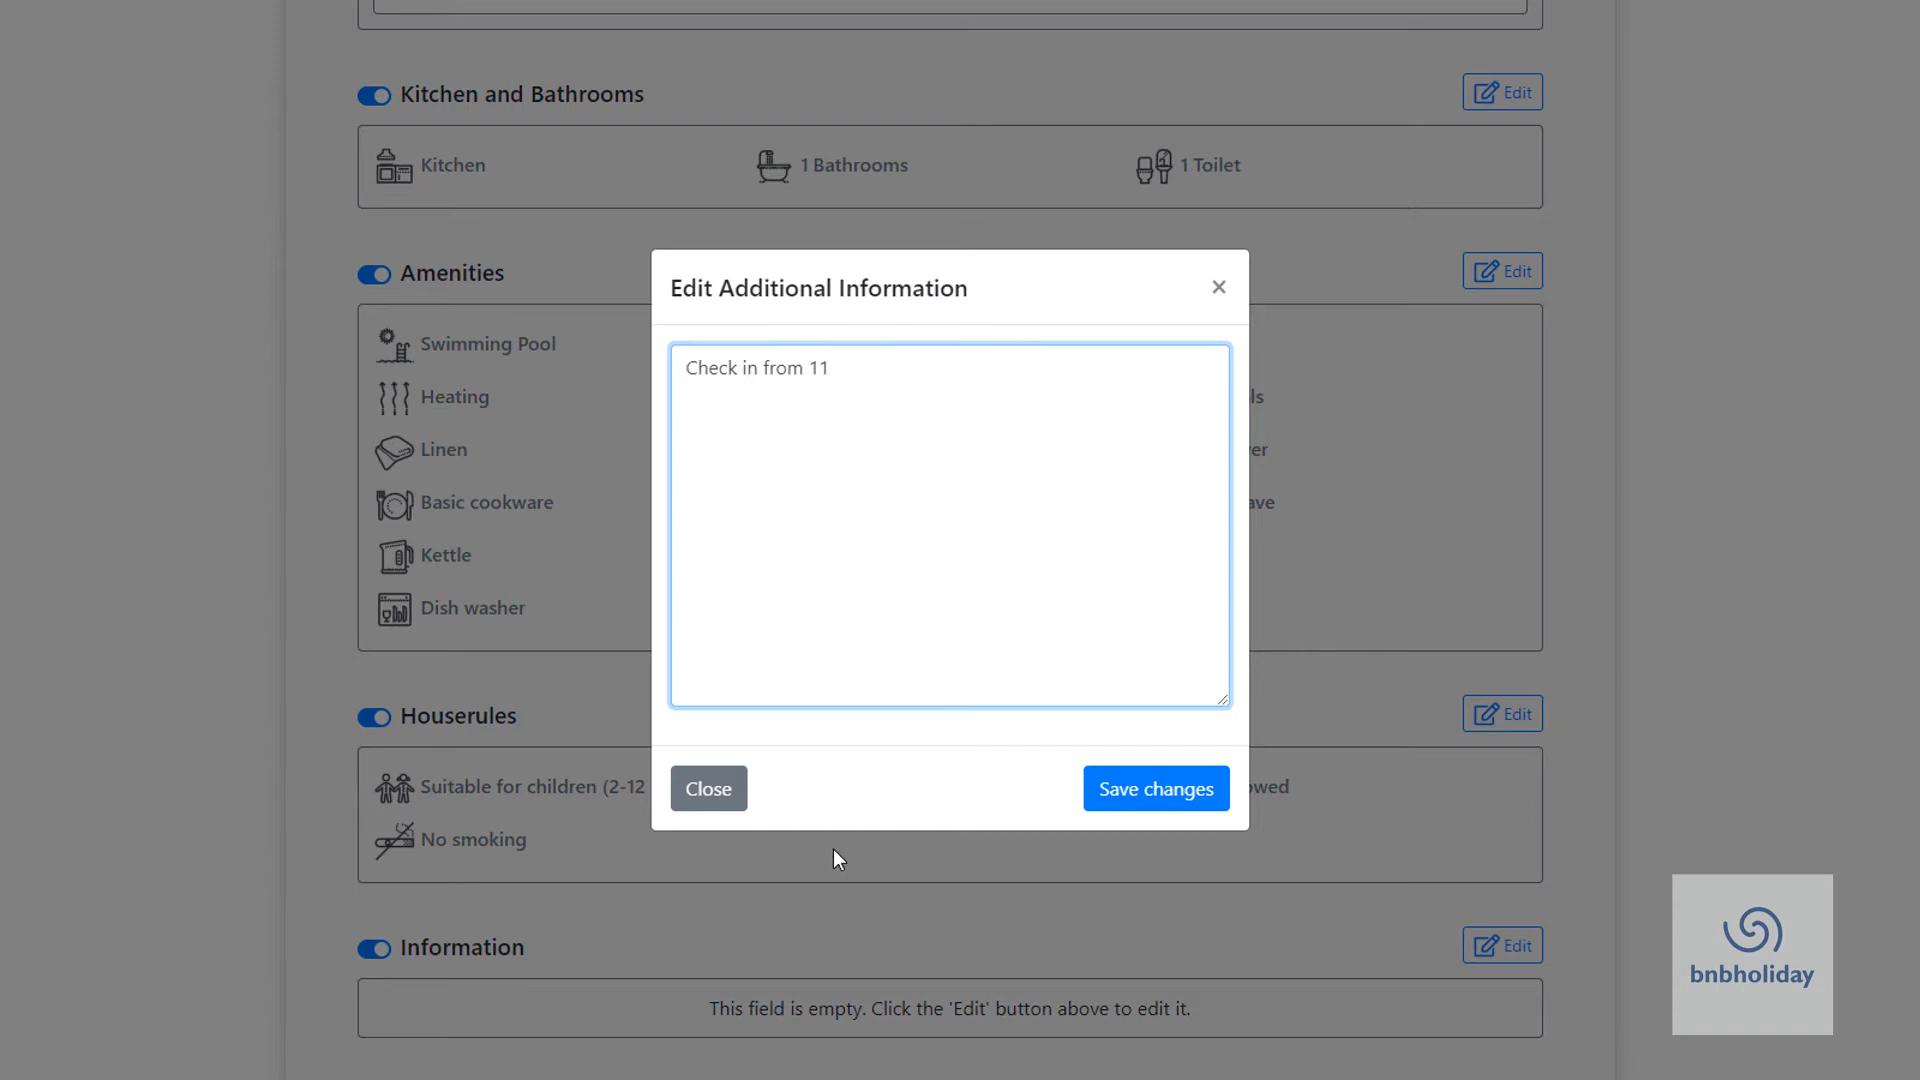 Kitchen and Bathrooms
Edit
Kitchen
1 Bathrooms
1 Toilet
Amenities
Edit
Swimming Pool
Heating
Linen
Basic cookware
Kettle
Dish washer
Edit Additional Information
×
Check in from 11
Close
Save changes
ls
er
ave
Houserules
Edit
Suitable for children (2-12
owed
No smoking
Information
Edit
This field is empty. Click the 'Edit' button above to edit it.
bnbholiday